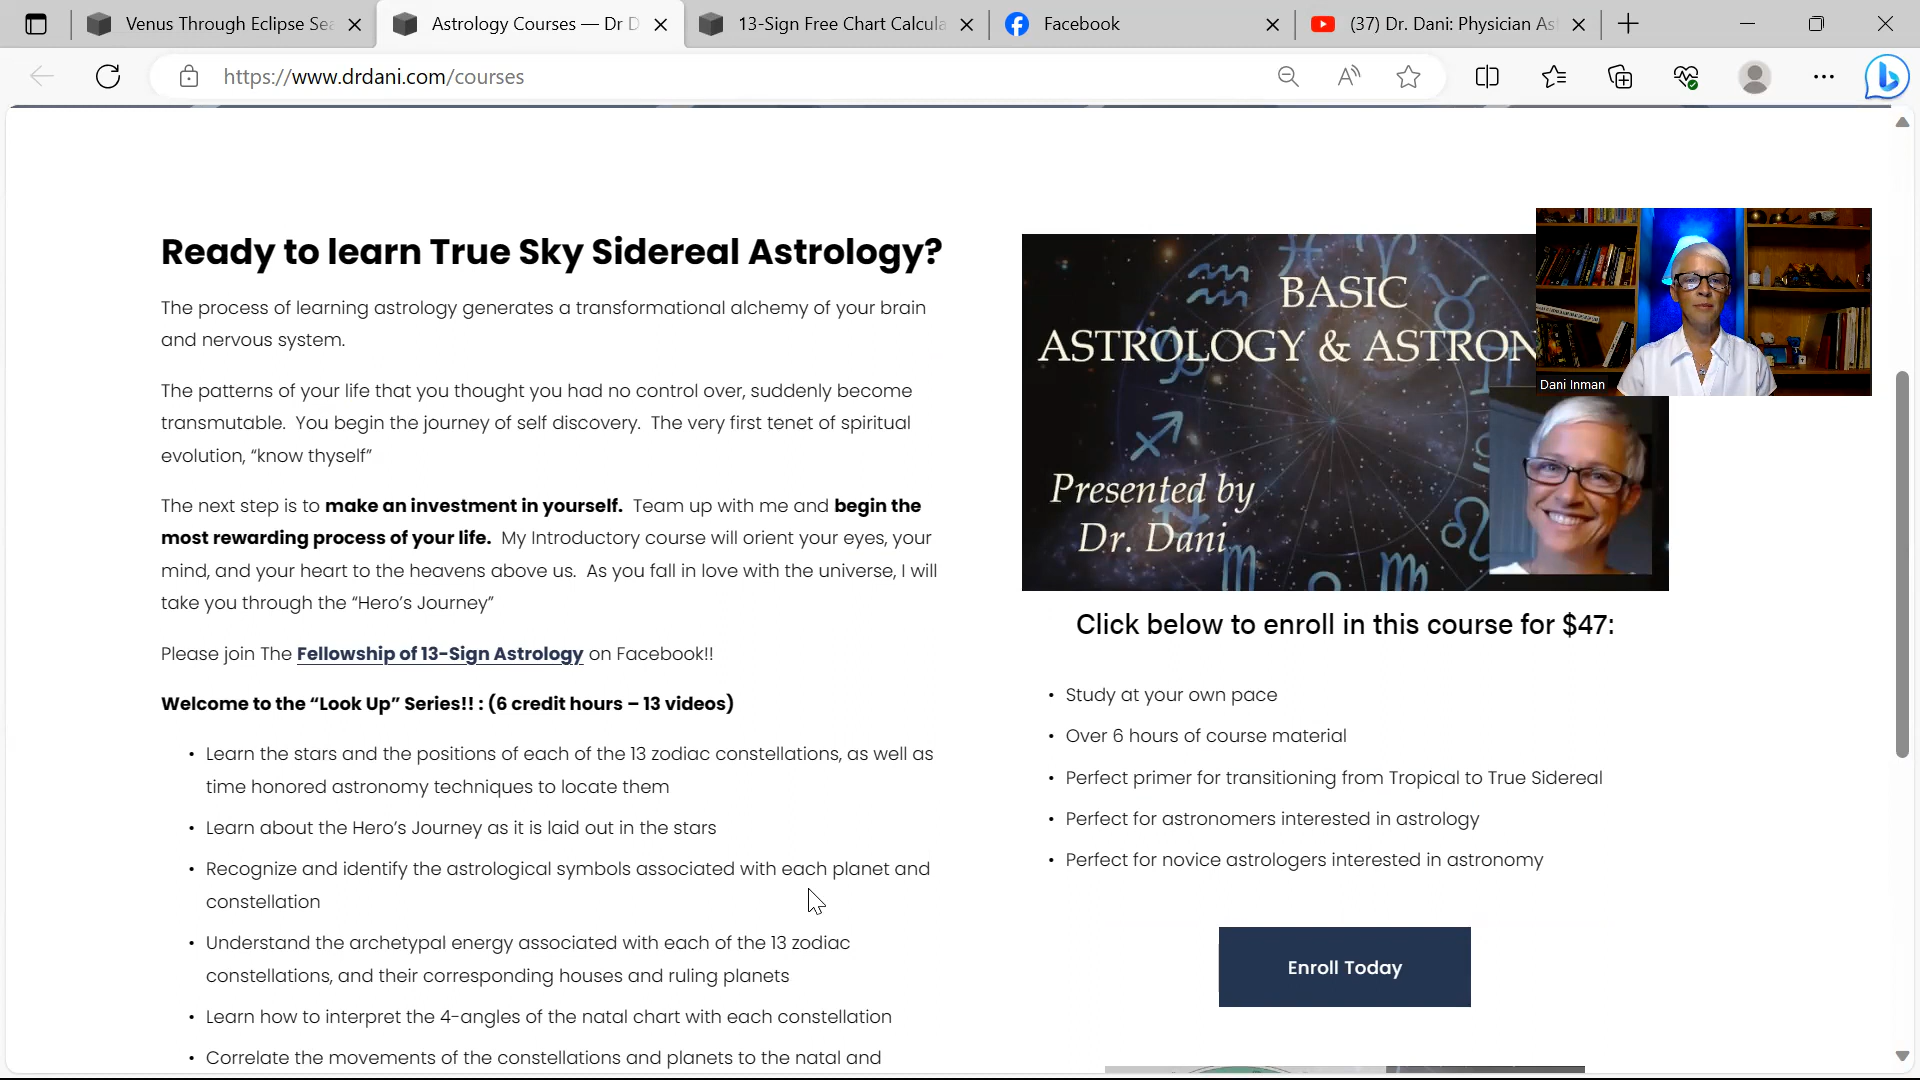 Venus Through Eclipse Sea
Astrology Courses — Dr D
13-Sign Free Chart Calcula
Facebook
(37) Dr. Dani: Physician As
https://www.drdani.com/courses
Ready to learn True Sky Sidereal Astrology?
The process of learning astrology generates a transformational alchemy of your brain
and nervous system.
The patterns of your life that you thought you had no control over, suddenly become
transmutable. You begin the journey of self discovery. The very first tenet of spiritual
evolution, “know thyself”
The next step is to make an investment in yourself. Team up with me and begin the
most rewarding process of your life. My Introductory course will orient your eyes, your
mind, and your heart to the heavens above us. As you fall in love with the universe, I will
take you through the “Hero’s Journey”
Please join The Fellowship of 13-Sign Astrology on Facebook!!
Welcome to the “Look Up” Series!! : (6 credit hours – 13 videos)
• Learn the stars and the positions of each of the 13 zodiac constellations, as well as
time honored astronomy techniques to locate them
• Learn about the Hero’s Journey as it is laid out in the stars
• Recognize and identify the astrological symbols associated with each planet and
constellation
• Understand the archetypal energy associated with each of the 13 zodiac
constellations, and their corresponding houses and ruling planets
• Learn how to interpret the 4-angles of the natal chart with each constellation
• Correlate the movements of the constellations and planets to the natal and
BASIC
ASTROLOGY & ASTRON
Presented by
Dr. Dani
Dani Inman
Click below to enroll in this course for $47:
• Study at your own pace
• Over 6 hours of course material
• Perfect primer for transitioning from Tropical to True Sidereal
• Perfect for astronomers interested in astrology
• Perfect for novice astrologers interested in astronomy
Enroll Today